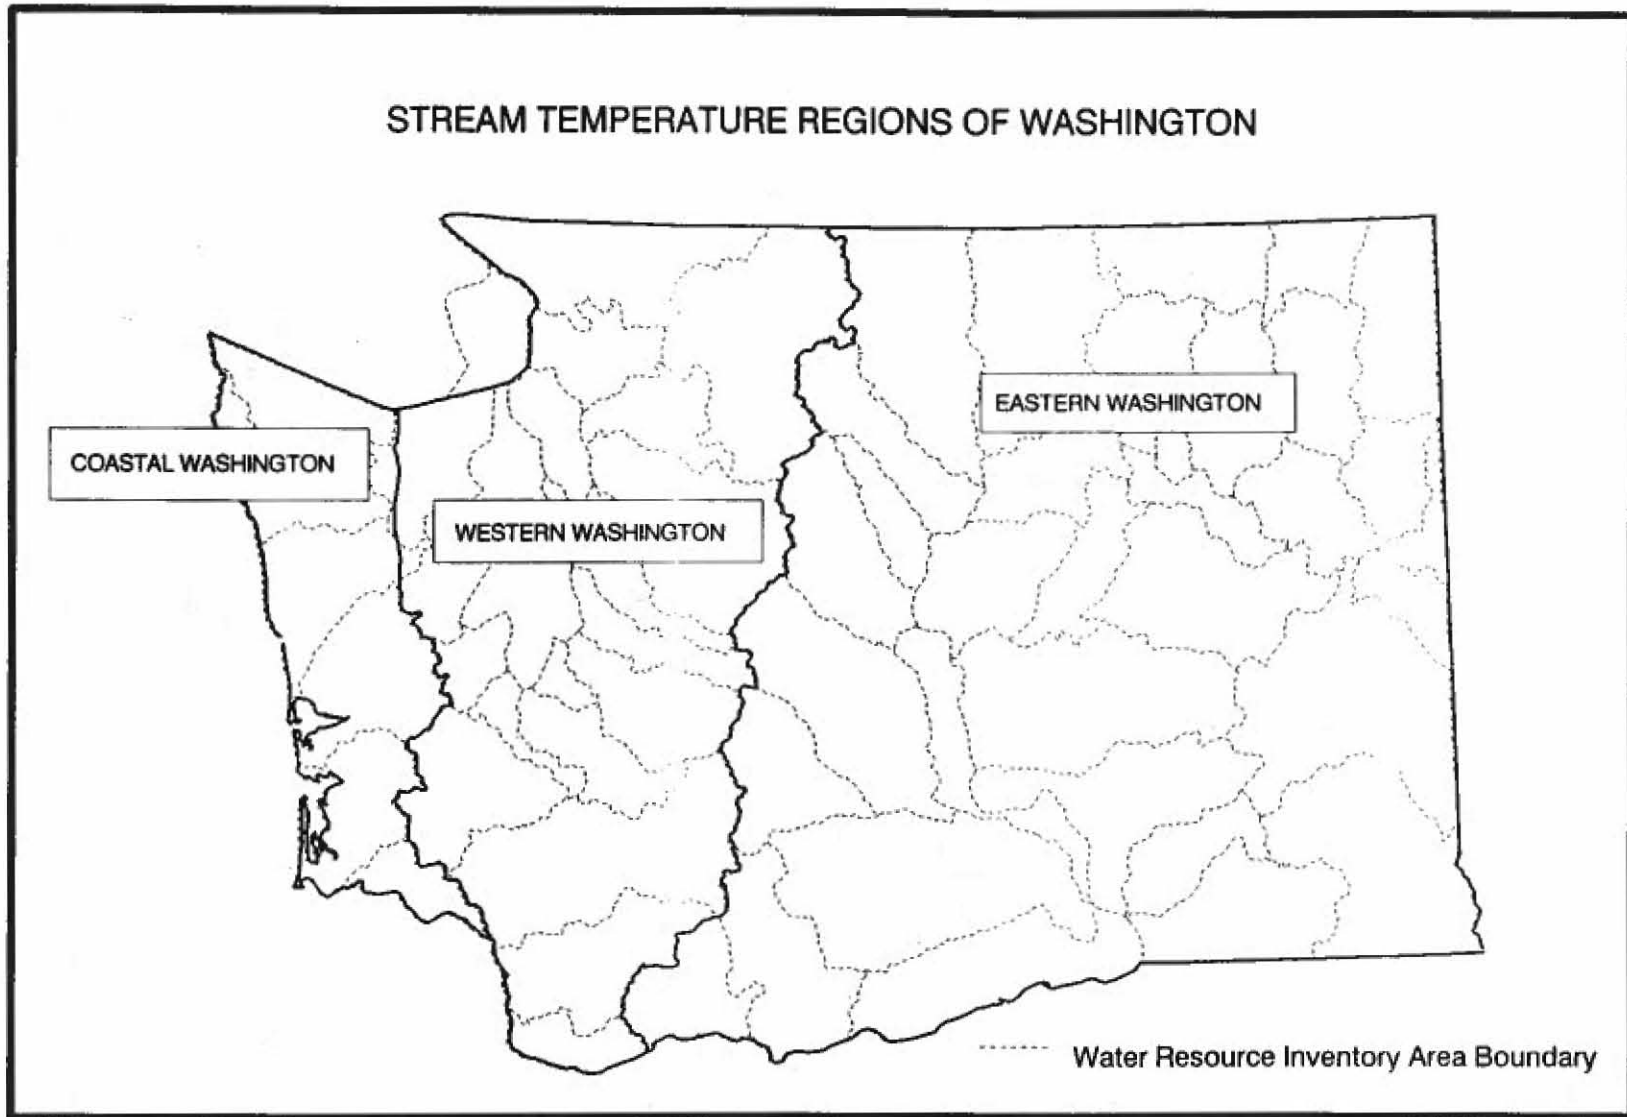 STREAM TEMPERATURE REGIONS OF WASHINGTON
EASTERN WASHINGTON
COASTAL WASHINGTON
WESTERN WASHINGTON
Water Resource Inventory Area Boundary